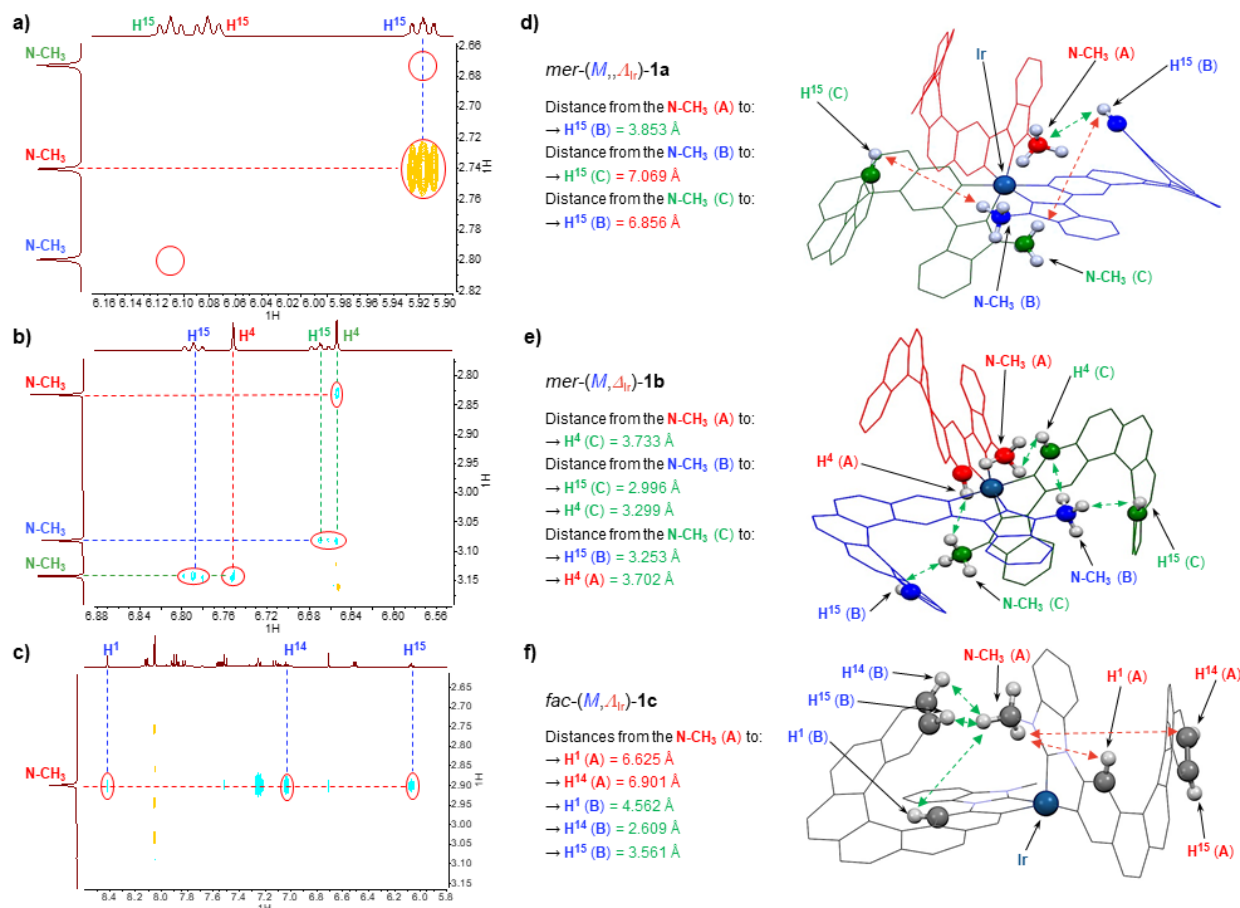 a)
H15 H15 H15
N-CH3
N-CH3
N-CH3
2.66
2.68
2.70
2.72
2.74
2.76
2.78
2.80
2.82
1H
6.16 6.14 6.12 6.10 6.08 6.06 6.04 6.02 6.00 5.98 5.96 5.94 5.92 5.90
1H
b)
H15 H4 H15 H4
N-CH3
N-CH3
N-CH3
2.80
2.85
2.90
2.95
3.00
3.05
3.10
3.15
1H
6.88 6.84 6.80 6.76 6.72 6.68 6.64 6.60 6.56
1H
c)
H1 H14 H15
N-CH3
2.65
2.70
2.75
2.80
2.85
2.90
2.95
3.00
3.05
3.10
3.15
1H
8.4 8.2 8.0 7.8 7.6 7.4 7.2 7.0 6.8 6.6 6.4 6.2 6.0 5.8
1H
d)
mer-(M,,ΛIr)-1a
Distance from the N-CH3 (A) to:
→ H15 (B) = 3.853 Å
Distance from the N-CH3 (B) to:
→ H15 (C) = 7.069 Å
Distance from the N-CH3 (C) to:
→ H15 (B) = 6.856 Å
Ir
N-CH3 (A)
H15 (B)
H15 (C)
N-CH3 (C)
N-CH3 (B)
e)
mer-(M,ΔIr)-1b
Distance from the N-CH3 (A) to:
→ H4 (C) = 3.733 Å
Distance from the N-CH3 (B) to:
→ H15 (C) = 2.996 Å
→ H4 (C) = 3.299 Å
Distance from the N-CH3 (C) to:
→ H15 (B) = 3.253 Å
→ H4 (A) = 3.702 Å
N-CH3 (A)
H4 (C)
H4 (A)
H15 (C)
N-CH3 (B)
H15 (B)
N-CH3 (C)
f)
fac-(M,ΛIr)-1c
Distances from the N-CH3 (A) to:
→ H1 (A) = 6.625 Å
→ H14 (A) = 6.901 Å
→ H1 (B) = 4.562 Å
→ H14 (B) = 2.609 Å
→ H15 (B) = 3.561 Å
N-CH3 (A)
H14 (B)
H15 (B)
H1 (B)
H1 (A)
H14 (A)
H15 (A)
Ir